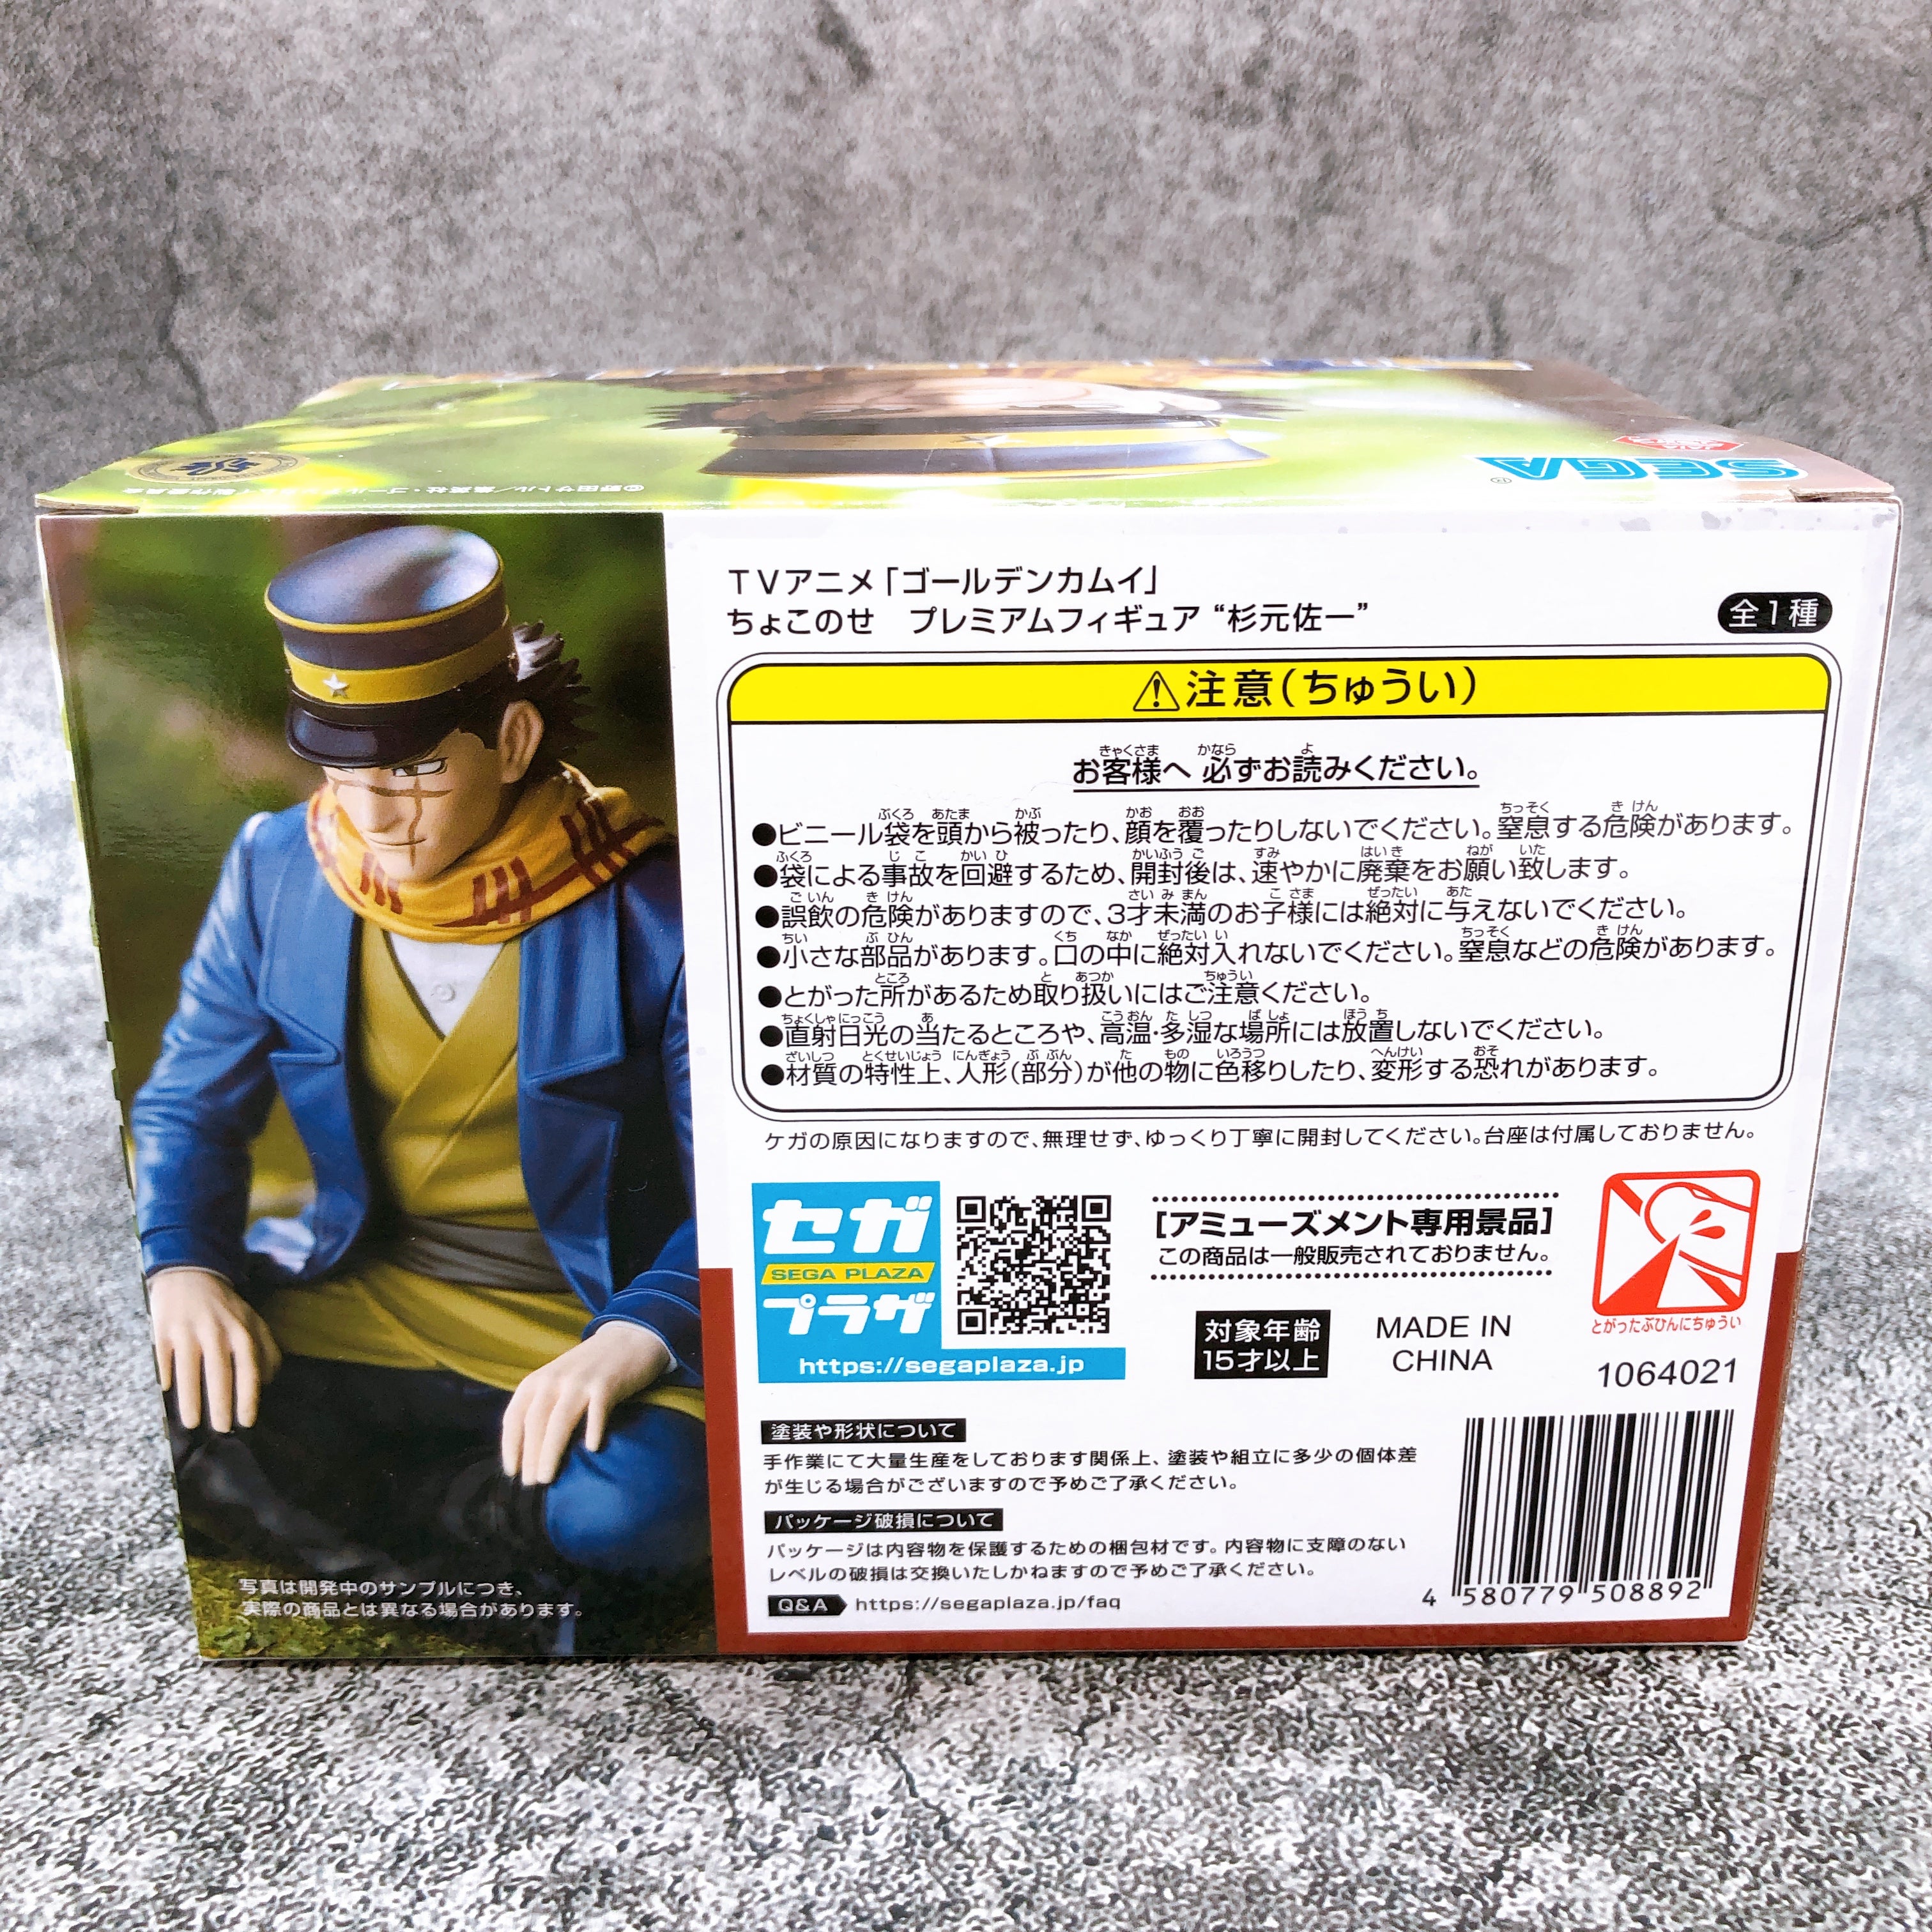 SEGA
®
TVアニメ「ゴールデンカムイ」
ちょこのせ　プレミアムフィギュア “杉元佐一”
全1種
注意(ちゅうい)
お客様へ 必ずお読みください。
●ビニール袋を頭から被ったり、顔を覆ったりしないでください。窒息する危険があります。
●袋による事故を回避するため、開封後は、速やかに廃棄をお願い致します。
●誤飲の危険がありますので、3才未満のお子様には絶対に与えないでください。
●小さな部品があります。口の中に絶対入れないでください。窒息などの危険があります。
●とがった所があるため取り扱いにはご注意ください。
●直射日光の当たるところや、高温・多湿な場所には放置しないでください。
●材質の特性上、人形(部分)が他の物に色移りしたり、変形する恐れがあります。
ケガの原因になりますので、無理せず、ゆっくり丁寧に開封してください。台座は付属しておりません。
セガ
SEGA PLAZA
プラザ
https://segaplaza.jp
[アミューズメント専用景品]
この商品は一般販売されておりません。
対象年齢
15才以上
MADE IN
CHINA
とがったぶひんにちゅうい
1064021
塗装や形状について
手作業にて大量生産をしております関係上、塗装や組立に多少の個体差
が生じる場合がございますので予めご了承ください。
パッケージ破損について
パッケージは内容物を保護するための梱包材です。内容物に支障のない
レベルの破損は交換いたしかねますので予めご了承ください。
Q&A https://segaplaza.jp/faq
4 580779 508892
写真は開発中のサンプルにつき、
実際の商品とは異なる場合があります。